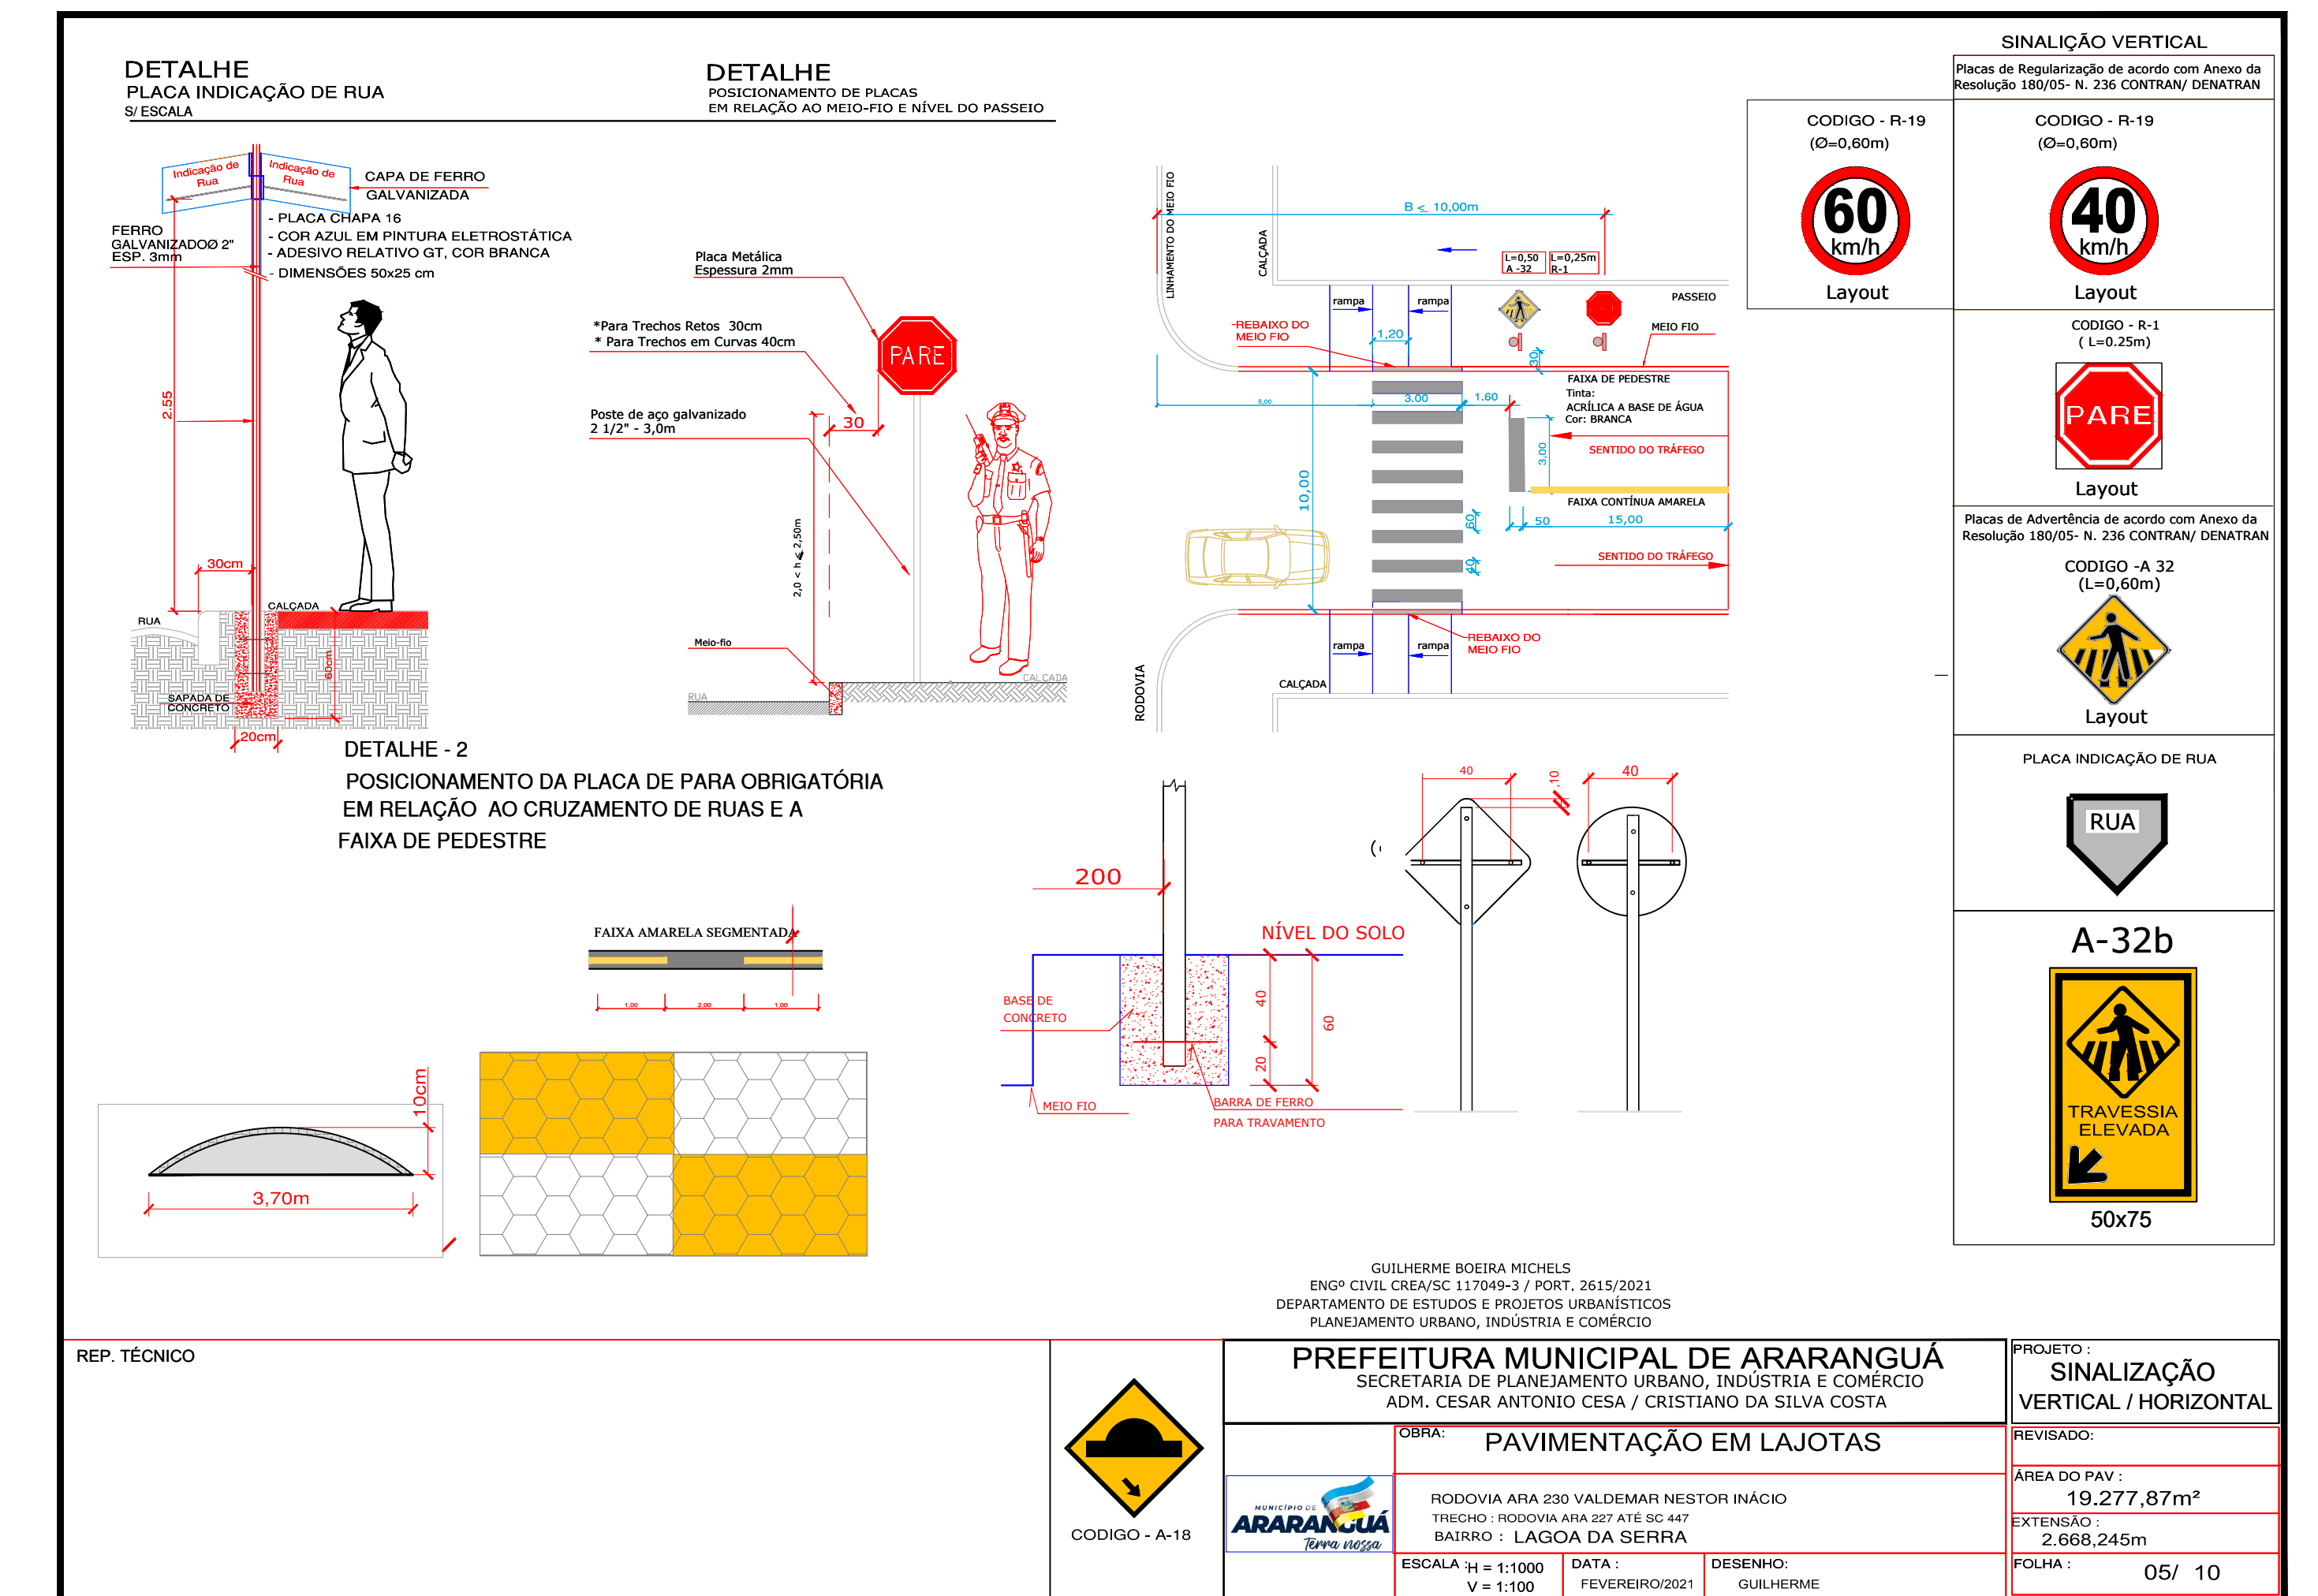 DETALHE
PLACA INDICAÇÃO DE RUA
S/ ESCALA
Indicação de
Rua
Indicação de
Rua
CAPA DE FERRO
GALVANIZADA
- PLACA CHAPA 16
- COR AZUL EM PINTURA ELETROSTÁTICA
- ADESIVO RELATIVO GT, COR BRANCA
- DIMENSÕES 50x25 cm
FERRO
GALVANIZADOØ 2"
ESP. 3mm
2.55
30cm
CALÇADA
RUA
60cm
SAPADA DE
CONCRETO
20cm
DETALHE
POSICIONAMENTO DE PLACAS
EM RELAÇÃO AO MEIO-FIO E NÍVEL DO PASSEIO
Placa Metálica
Espessura 2mm
*Para Trechos Retos 30cm
* Para Trechos em Curvas 40cm
PARE
Poste de aço galvanizado
2 1/2" - 3,0m
30
2,0 < h ≤ 2,50m
Meio-fio
RUA
CALÇADA
DETALHE - 2
POSICIONAMENTO DA PLACA DE PARA OBRIGATÓRIA
EM RELAÇÃO AO CRUZAMENTO DE RUAS E A
FAIXA DE PEDESTRE
LINHAMENTO DO MEIO FIO
CALÇADA
B ≤ 10,00m
L=0,50
A -32
L=0,25m
R-1
rampa
rampa
PASSEIO
REBAIXO DO
MEIO FIO
1,20
MEIO FIO
30
FAIXA DE PEDESTRE
Tinta:
ACRÍLICA A BASE DE ÁGUA
Cor: BRANCA
5,00
3.00
1.60
SENTIDO DO TRÁFEGO
3,00
10,00
FAIXA CONTÍNUA AMARELA
60
50
15,00
SENTIDO DO TRÁFEGO
40
REBAIXO DO
MEIO FIO
rampa
rampa
CALÇADA
RODOVIA
FAIXA AMARELA SEGMENTADA
1,00
2,00
1,00
10cm
3,70m
200
NÍVEL DO SOLO
BASE DE
CONCRETO
40
60
20
MEIO FIO
BARRA DE FERRO
PARA TRAVAMENTO
40
,10
40
SINALIÇÃO VERTICAL
Placas de Regularização de acordo com Anexo da
Resolução 180/05- N. 236 CONTRAN/ DENATRAN
CODIGO - R-19
(Ø=0,60m)
60
km/h
Layout
CODIGO - R-19
(Ø=0,60m)
40
km/h
Layout
CODIGO - R-1
( L=0.25m)
PARE
Layout
Placas de Advertência de acordo com Anexo da
Resolução 180/05- N. 236 CONTRAN/ DENATRAN
CODIGO -A 32
(L=0,60m)
Layout
PLACA INDICAÇÃO DE RUA
RUA
A-32b
TRAVESSIA
ELEVADA
50x75
GUILHERME BOEIRA MICHELS
ENGº CIVIL CREA/SC 117049-3 / PORT. 2615/2021
DEPARTAMENTO DE ESTUDOS E PROJETOS URBANÍSTICOS
PLANEJAMENTO URBANO, INDÚSTRIA E COMÉRCIO
REP. TÉCNICO
CODIGO - A-18
PREFEITURA MUNICIPAL DE ARARANGUÁ
SECRETARIA DE PLANEJAMENTO URBANO, INDÚSTRIA E COMÉRCIO
ADM. CESAR ANTONIO CESA / CRISTIANO DA SILVA COSTA
MUNICÍPIO DE
ARARANGUÁ
Terra nossa
OBRA:
PAVIMENTAÇÃO EM LAJOTAS
RODOVIA ARA 230 VALDEMAR NESTOR INÁCIO
TRECHO : RODOVIA ARA 227 ATÉ SC 447
BAIRRO : LAGOA DA SERRA
ESCALA :H = 1:1000
V = 1:100
DATA :
FEVEREIRO/2021
DESENHO:
GUILHERME
PROJETO :
SINALIZAÇÃO
VERTICAL / HORIZONTAL
REVISADO:
ÁREA DO PAV :
19.277,87m²
EXTENSÃO :
2.668,245m
FOLHA :
05/ 10